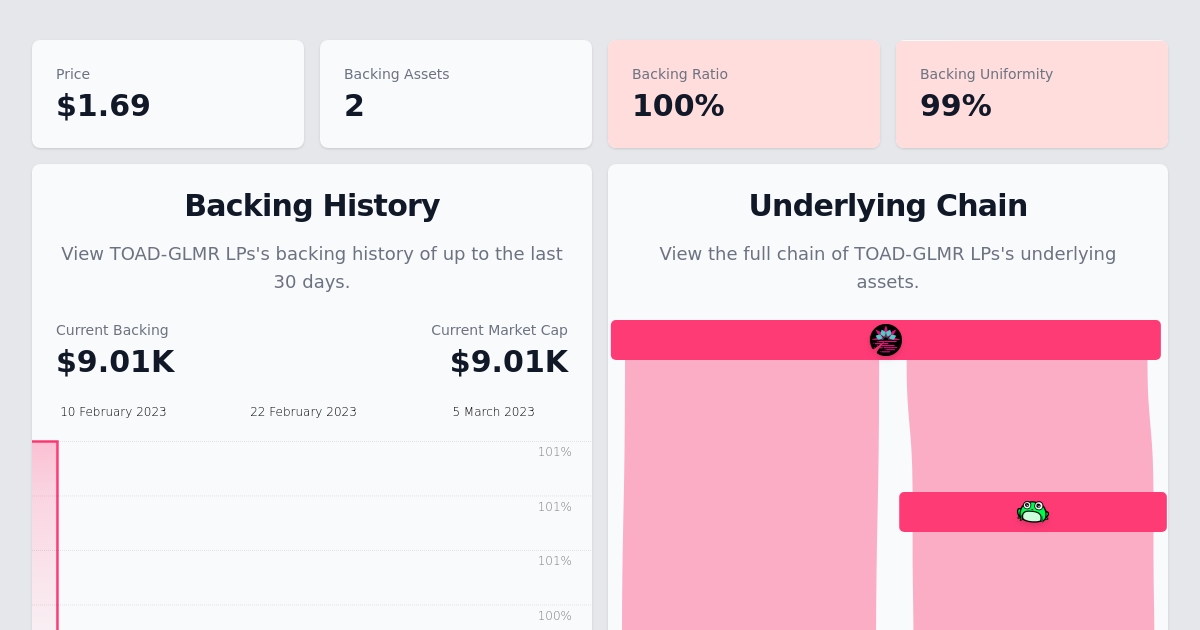 Price
$1.69
Backing Assets
2
Backing Ratio
100%
Backing Uniformity
99%
Backing History
View TOAD-GLMR LPs's backing history of up to the last
30 days.
Current Backing
$9.01K
Current Market Cap
$9.01K
10 February 2023
22 February 2023
5 March 2023
101%
101%
101%
100%
Underlying Chain
View the full chain of TOAD-GLMR LPs's underlying
assets.